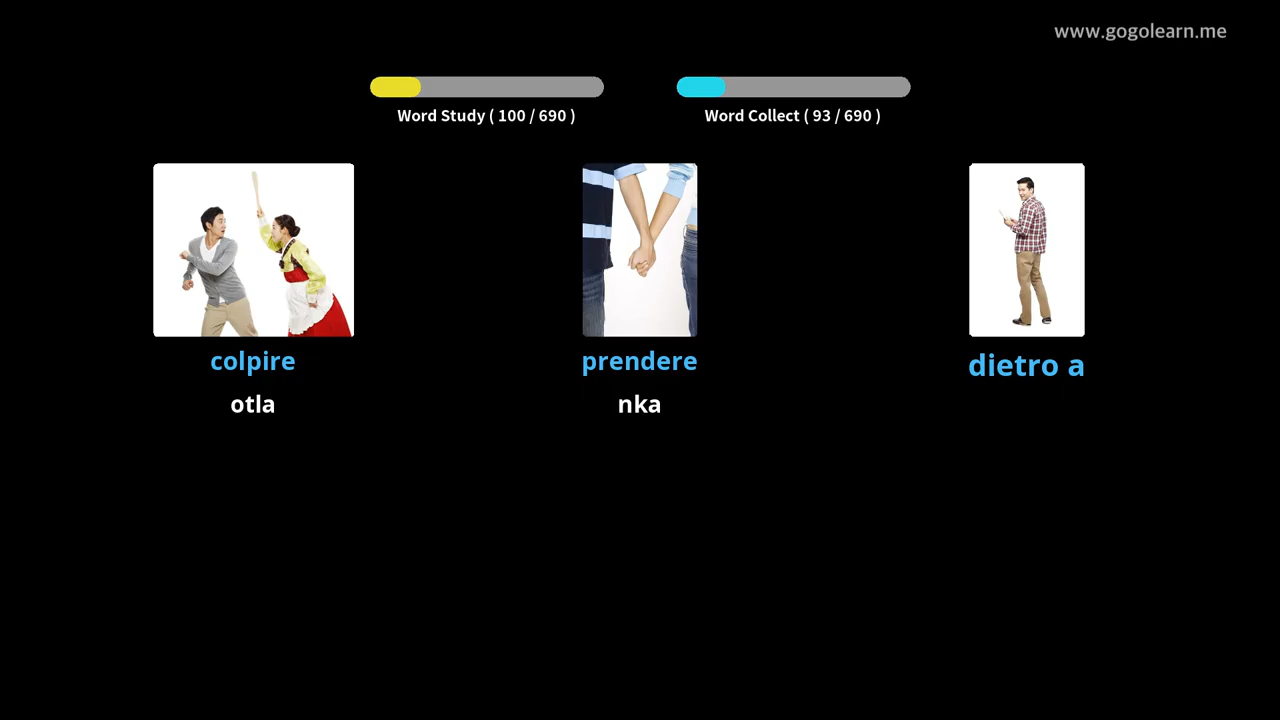 www.gogolearn.me
Word Study ( 100 / 690 )
Word Collect ( 93 / 690 )
colpire
prendere
dietro a
otla
nka